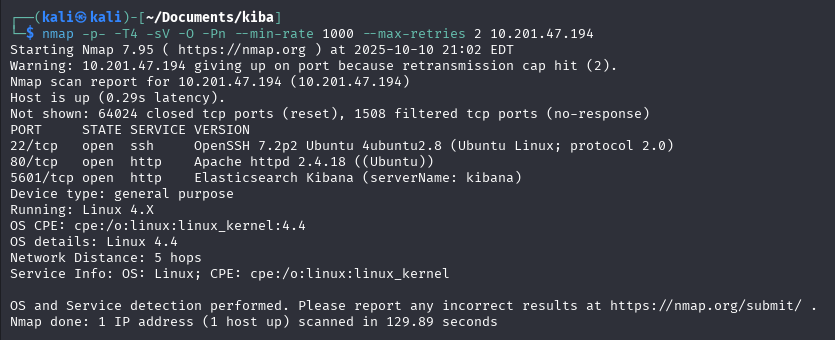 ┌──(kali㉿kali)-[~/Documents/kiba]
└─$ nmap -p- -T4 -sV -O -Pn --min-rate 1000 --max-retries 2 10.201.47.194
Starting Nmap 7.95 ( https://nmap.org ) at 2025-10-10 21:02 EDT
Warning: 10.201.47.194 giving up on port because retransmission cap hit (2).
Nmap scan report for 10.201.47.194 (10.201.47.194)
Host is up (0.29s latency).
Not shown: 64024 closed tcp ports (reset), 1508 filtered tcp ports (no-response)
PORT     STATE SERVICE VERSION
22/tcp   open  ssh     OpenSSH 7.2p2 Ubuntu 4ubuntu2.8 (Ubuntu Linux; protocol 2.0)
80/tcp   open  http    Apache httpd 2.4.18 ((Ubuntu))
5601/tcp open  http    Elasticsearch Kibana (serverName: kibana)
Device type: general purpose
Running: Linux 4.X
OS CPE: cpe:/o:linux:linux_kernel:4.4
OS details: Linux 4.4
Network Distance: 5 hops
Service Info: OS: Linux; CPE: cpe:/o:linux:linux_kernel

OS and Service detection performed. Please report any incorrect results at https://nmap.org/submit/ .
Nmap done: 1 IP address (1 host up) scanned in 129.89 seconds